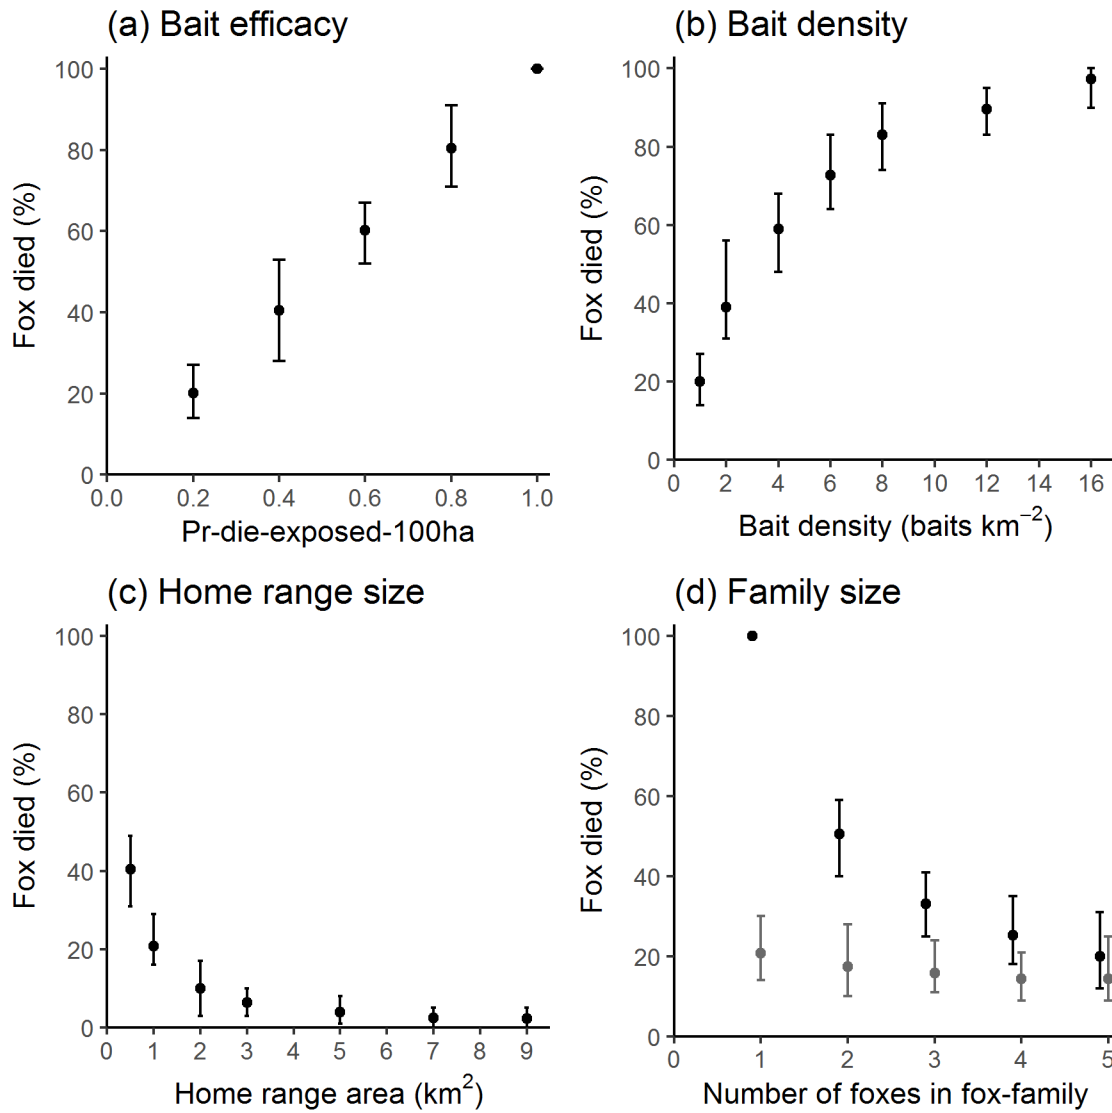 (a) Bait efficacy
100
80
60
40
20
0
0.0 0.2 0.4 0.6 0.8 1.0
Fox died (%)
Pr-die-exposed-100ha
(b) Bait density
100
80
60
40
20
0
0 2 4 6 8 10 12 14 16
Fox died (%)
Bait density (baits km⁻²)
(c) Home range size
100
80
60
40
20
0
0 1 2 3 4 5 6 7 8 9
Fox died (%)
Home range area (km²)
(d) Family size
100
80
60
40
20
0
0 1 2 3 4 5
Fox died (%)
Number of foxes in fox-family